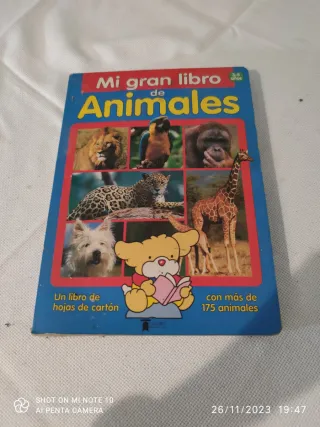 Mi gran libro
de
Animales
Un libro de
hojas de cartón
con más de
175 animales
SHOT ON MI NOTE 10
AI PENTA CAMERA
26/11/2023 19:47